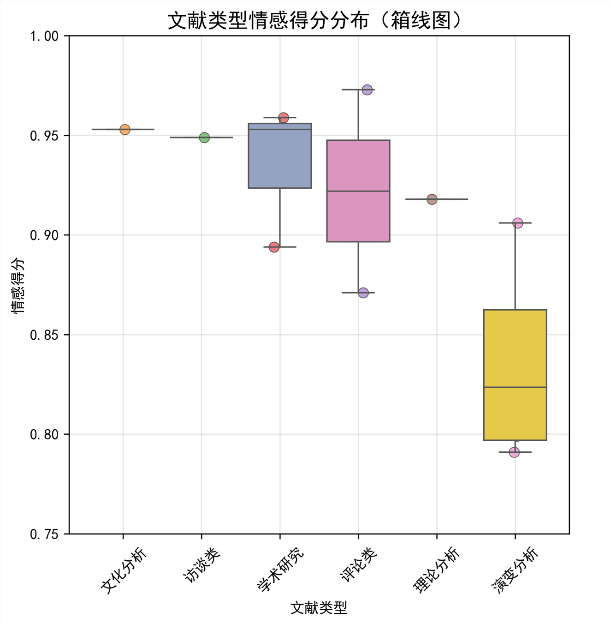 文献类型情感得分分布（箱线图）
1.00
0.95
0.90
0.85
0.80
0.75
情感得分
文化分析
访谈类
学术研究
评论类
理论分析
演变分析
文献类型